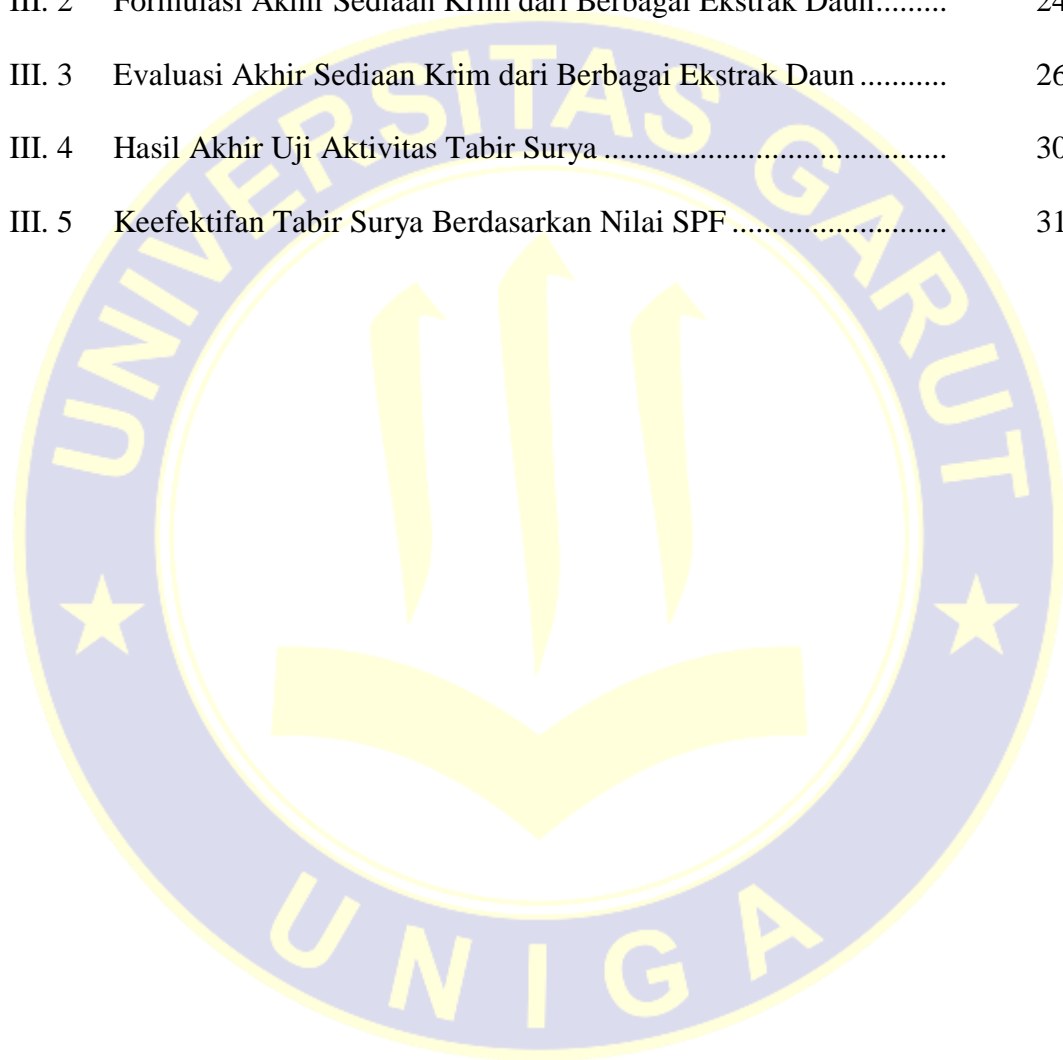 III. 2 Formulasi Akhir Sediaan Krim dari Berbagai Ekstrak Daun......... 24
III. 3 Evaluasi Akhir Sediaan Krim dari Berbagai Ekstrak Daun ........... 26
III. 4 Hasil Akhir Uji Aktivitas Tabir Surya ........................................ 30
III. 5 Keefektifan Tabir Surya Berdasarkan Nilai SPF ......................... 31
UNIVERSITAS GARUT
UNIGA